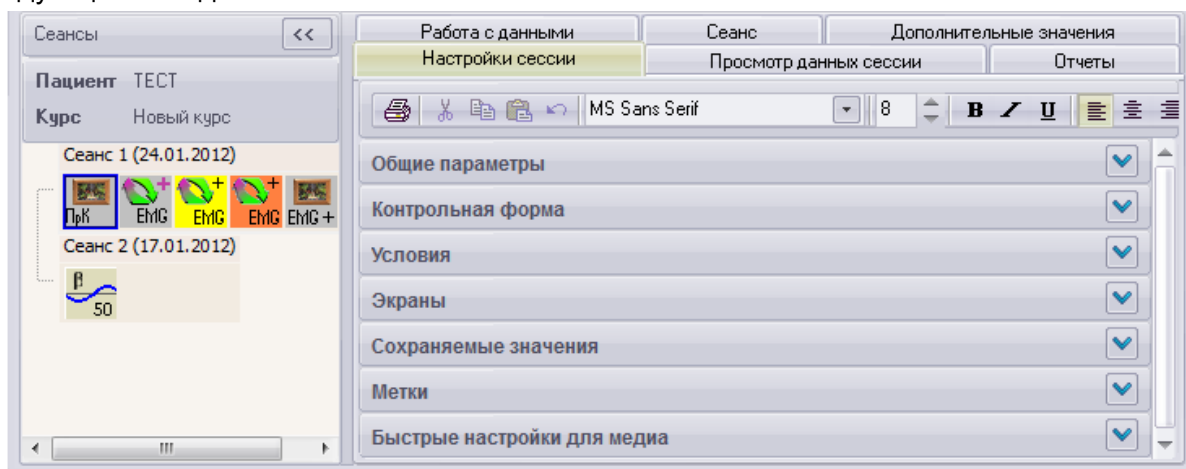 Сеансы <<
Пациент ТЕСТ
Курс Новый курс
Сеанс 1 (24.01.2012)
ПрК EMG EMG EMG EMG +
Сеанс 2 (17.01.2012)
β
50
Работа с данными Сеанс Дополнительные значения
Настройки сессии Просмотр данных сессии Отчеты
MS Sans Serif 8 B I U
Общие параметры
Контрольная форма
Условия
Экраны
Сохраняемые значения
Метки
Быстрые настройки для медиа